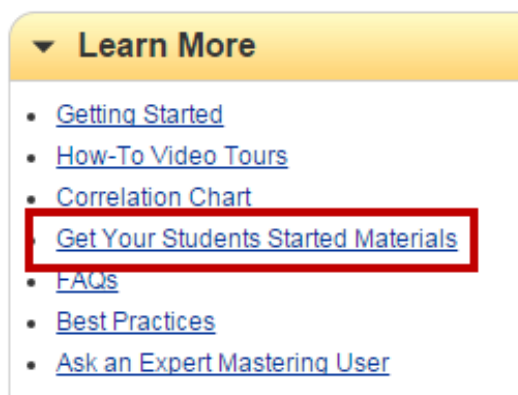 Learn More
Getting Started
How-To Video Tours
Correlation Chart
Get Your Students Started Materials
FAQs
Best Practices
Ask an Expert Mastering User